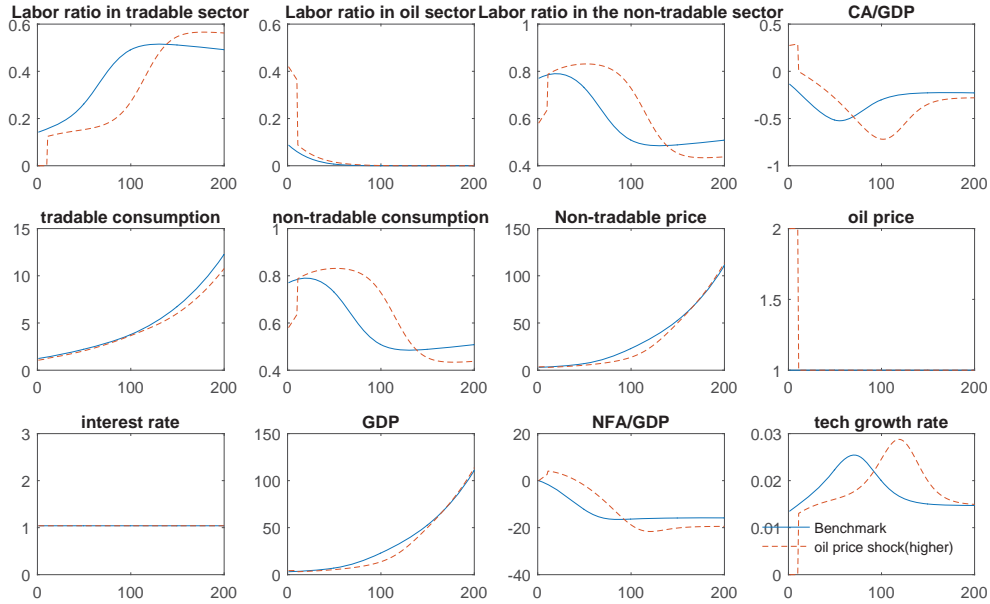 Labor ratio in tradable sector
0.6
0.4
0.2
0
0 100 200
Labor ratio in oil sector
0.6
0.4
0.2
0
0 100 200
Labor ratio in the non-tradable sector
1
0.8
0.6
0.4
0 100 200
CA/GDP
0.5
0
-0.5
-1
0 100 200
tradable consumption
15
10
5
0
0 100 200
non-tradable consumption
1
0.8
0.6
0.4
0 100 200
Non-tradable price
150
100
50
0
0 100 200
oil price
2
1.5
1
0 100 200
interest rate
3
2
1
0
0 100 200
GDP
150
100
50
0
0 100 200
NFA/GDP
20
0
-20
-40
0 100 200
tech growth rate
0.03
0.02
0.01
0
0 100 200
Benchmark
oil price shock(higher)